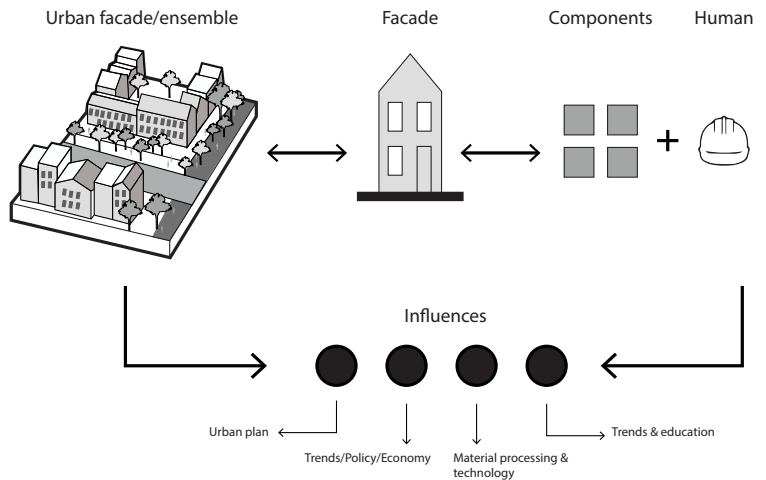 Urban facade/ensemble
Facade
Components
Human
+
Influences
Urban plan
Trends/Policy/Economy
Material processing &
technology
Trends & education